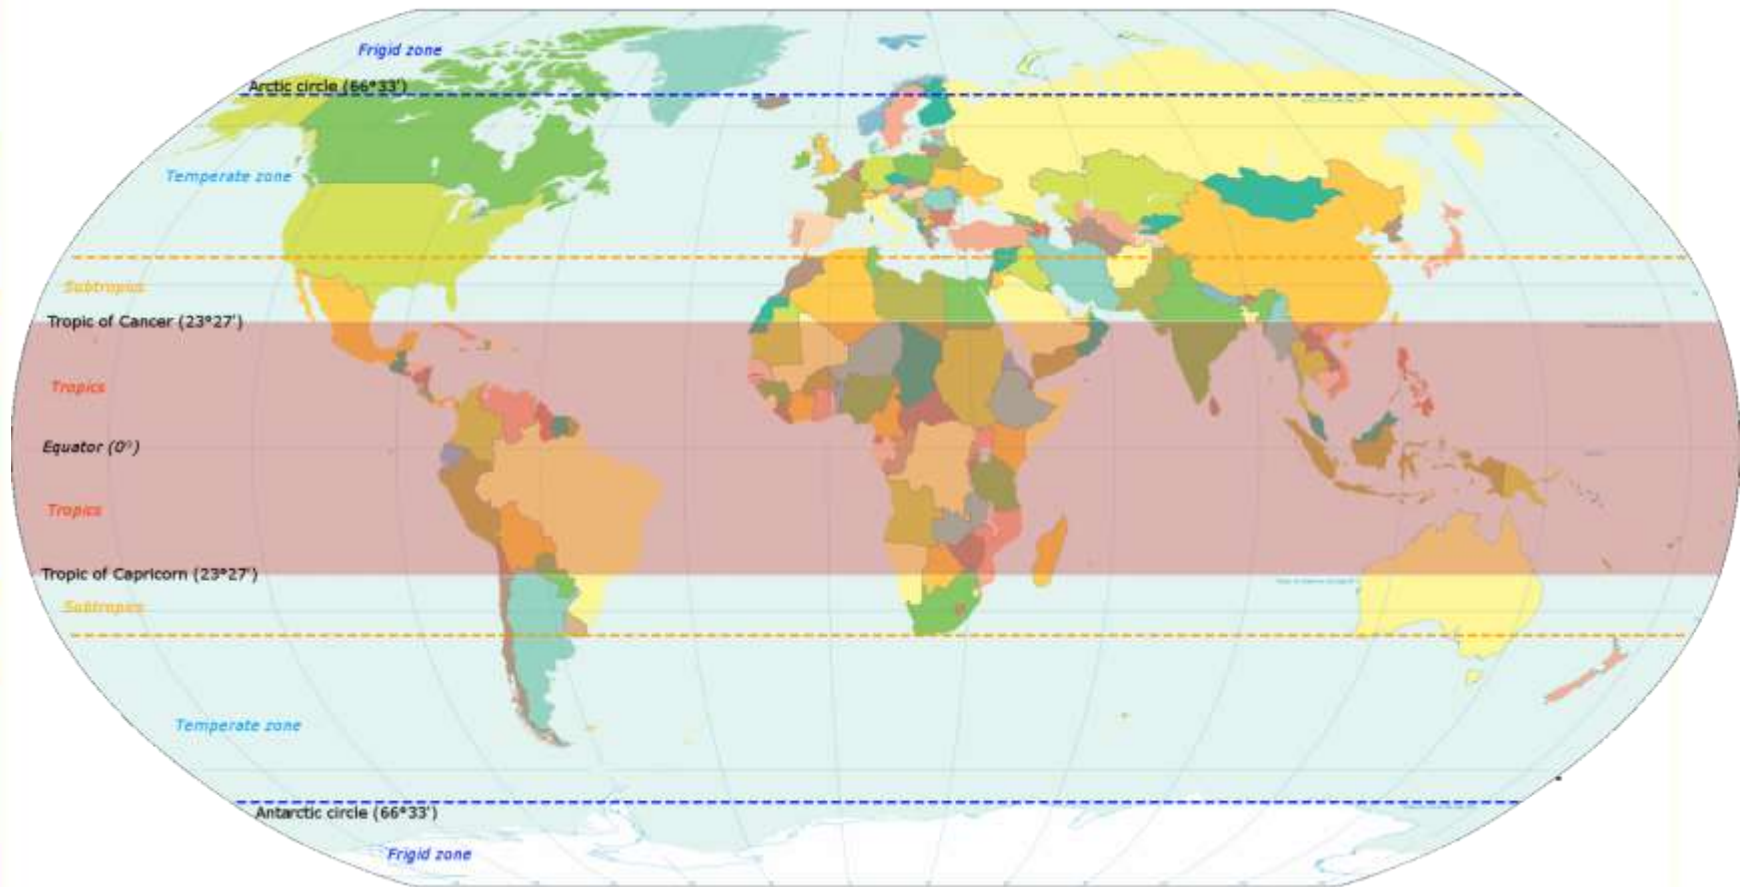 Frigid zone
Arctic circle (66°33')
Temperate zone
Subtropics
Tropic of Cancer (23°27')
Tropics
Equator (0°)
Tropics
Tropic of Capricorn (23°27')
Subtropics
Temperate zone
Antarctic circle (66°33')
Frigid zone